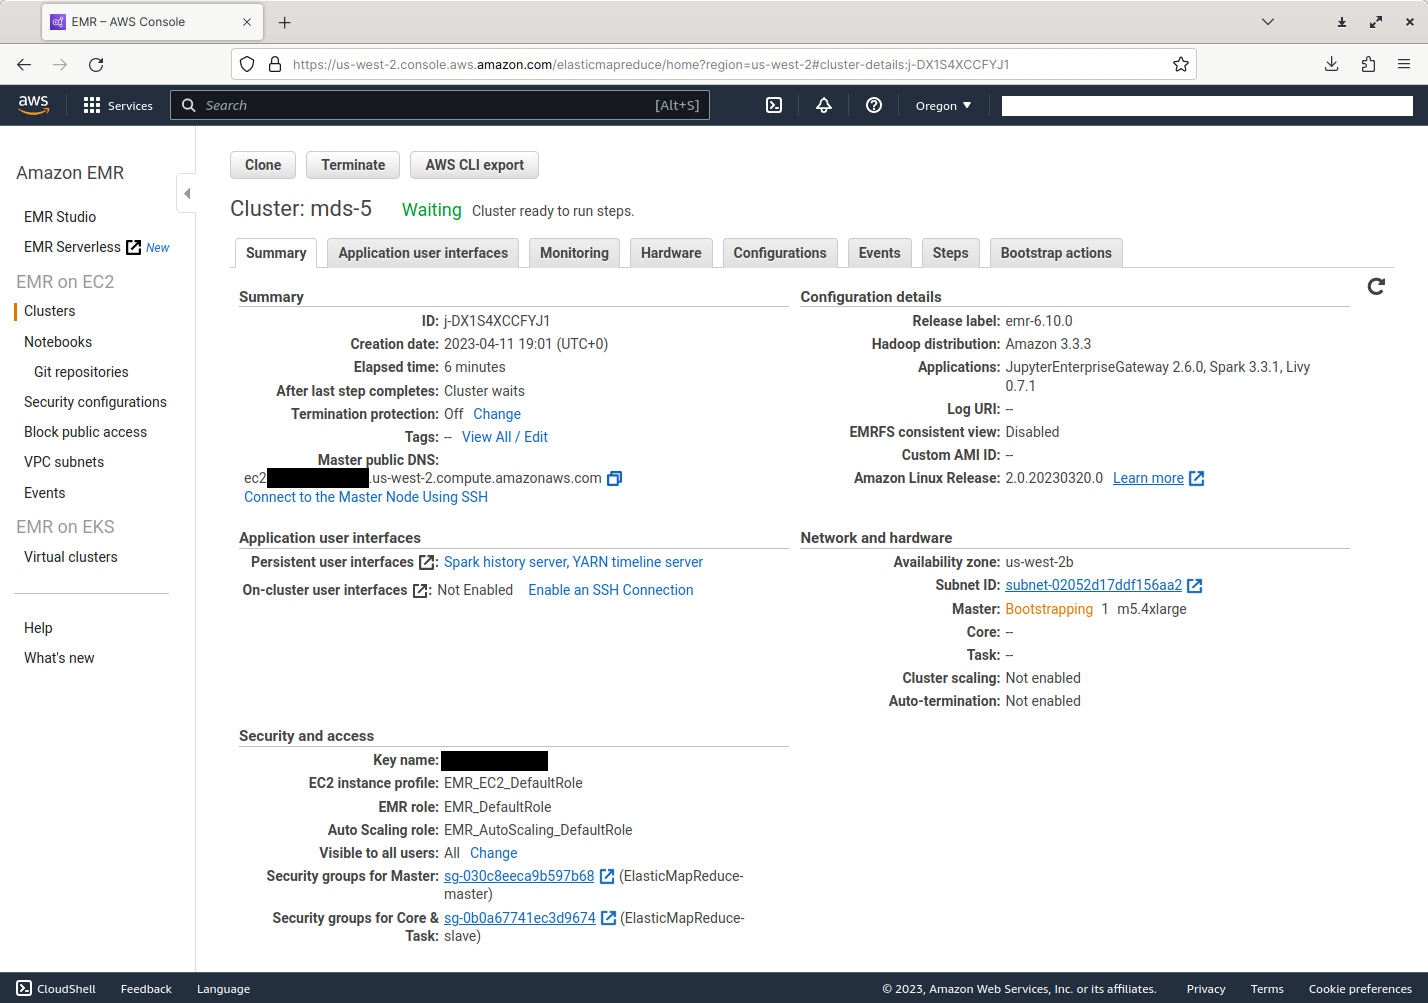 EMR – AWS Console
https://us-west-2.console.aws.amazon.com/elasticmapreduce/home?region=us-west-2#cluster-details:j-DX1S4XCCFYJ1
aws Services Search [Alt+S] Oregon
Amazon EMR
EMR Studio
EMR Serverless New
EMR on EC2
Clusters
Notebooks
Git repositories
Security configurations
Block public access
VPC subnets
Events
EMR on EKS
Virtual clusters
Help
What's new
Clone Terminate AWS CLI export
Cluster: mds-5 Waiting Cluster ready to run steps.
Summary Application user interfaces Monitoring Hardware Configurations Events Steps Bootstrap actions
Summary
ID: j-DX1S4XCCFYJ1
Creation date: 2023-04-11 19:01 (UTC+0)
Elapsed time: 6 minutes
After last step completes: Cluster waits
Termination protection: Off Change
Tags: -- View All / Edit
Master public DNS:
ec2 .us-west-2.compute.amazonaws.com
Connect to the Master Node Using SSH
Configuration details
Release label: emr-6.10.0
Hadoop distribution: Amazon 3.3.3
Applications: JupyterEnterpriseGateway 2.6.0, Spark 3.3.1, Livy
0.7.1
Log URI: --
EMRFS consistent view: Disabled
Custom AMI ID: --
Amazon Linux Release: 2.0.20230320.0 Learn more
Application user interfaces
Persistent user interfaces : Spark history server, YARN timeline server
On-cluster user interfaces : Not Enabled Enable an SSH Connection
Network and hardware
Availability zone: us-west-2b
Subnet ID: subnet-02052d17ddf156aa2
Master: Bootstrapping 1 m5.4xlarge
Core: --
Task: --
Cluster scaling: Not enabled
Auto-termination: Not enabled
Security and access
Key name:
EC2 instance profile: EMR_EC2_DefaultRole
EMR role: EMR_DefaultRole
Auto Scaling role: EMR_AutoScaling_DefaultRole
Visible to all users: All Change
Security groups for Master: sg-030c8eeca9b597b68 (ElasticMapReduce-
master)
Security groups for Core & sg-0b0a67741ec3d9674 (ElasticMapReduce-
Task: slave)
CloudShell Feedback Language © 2023, Amazon Web Services, Inc. or its affiliates. Privacy Terms Cookie preferences